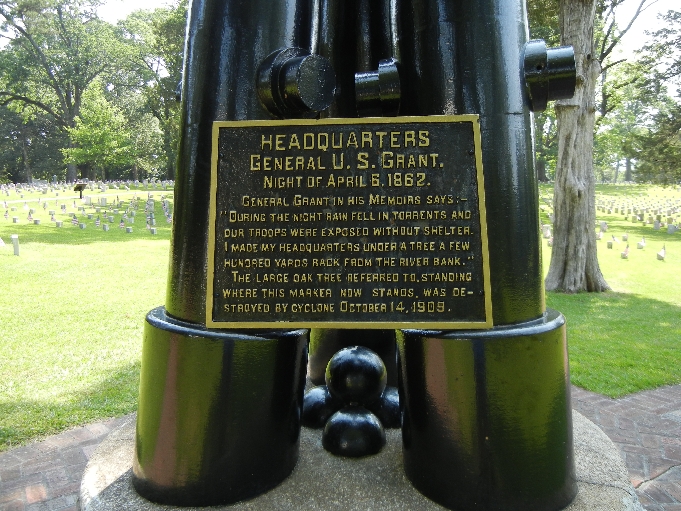 HEADQUARTERS
GENERAL U.S. GRANT.
NIGHT OF APRIL 6. 1862.
GENERAL GRANT IN HIS MEMOIRS SAYS:-
"DURING THE NIGHT RAIN FELL IN TORRENTS AND
OUR TROOPS WERE EXPOSED WITHOUT SHELTER.
I MADE MY HEADQUARTERS UNDER A TREE A FEW
HUNDRED YARDS BACK FROM THE RIVER BANK."
THE LARGE OAK TREE REFERRED TO, STANDING
WHERE THIS MARKER NOW STANDS, WAS DE-
STROYED BY CYCLONE OCTOBER 14, 1909.